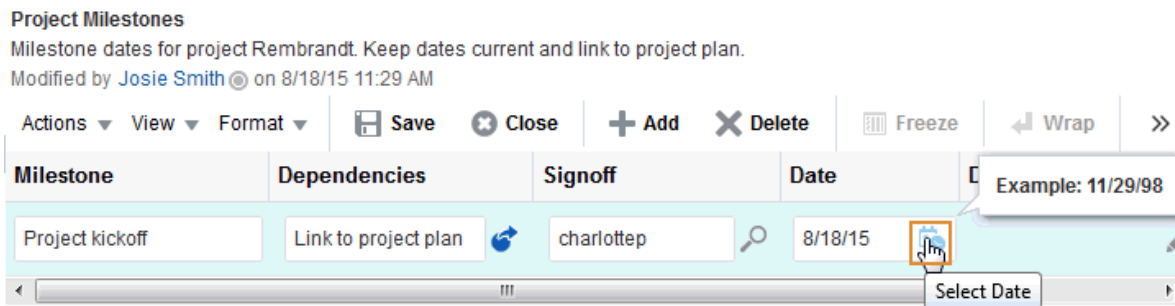 Project Milestones
Milestone dates for project Rembrandt. Keep dates current and link to project plan.
Modified by Josie Smith on 8/18/15 11:29 AM
Actions View Format Save Close Add Delete Freeze Wrap »
Milestone Dependencies Signoff Date D
Example: 11/29/98
Project kickoff Link to project plan charlottep 8/18/15
Select Date